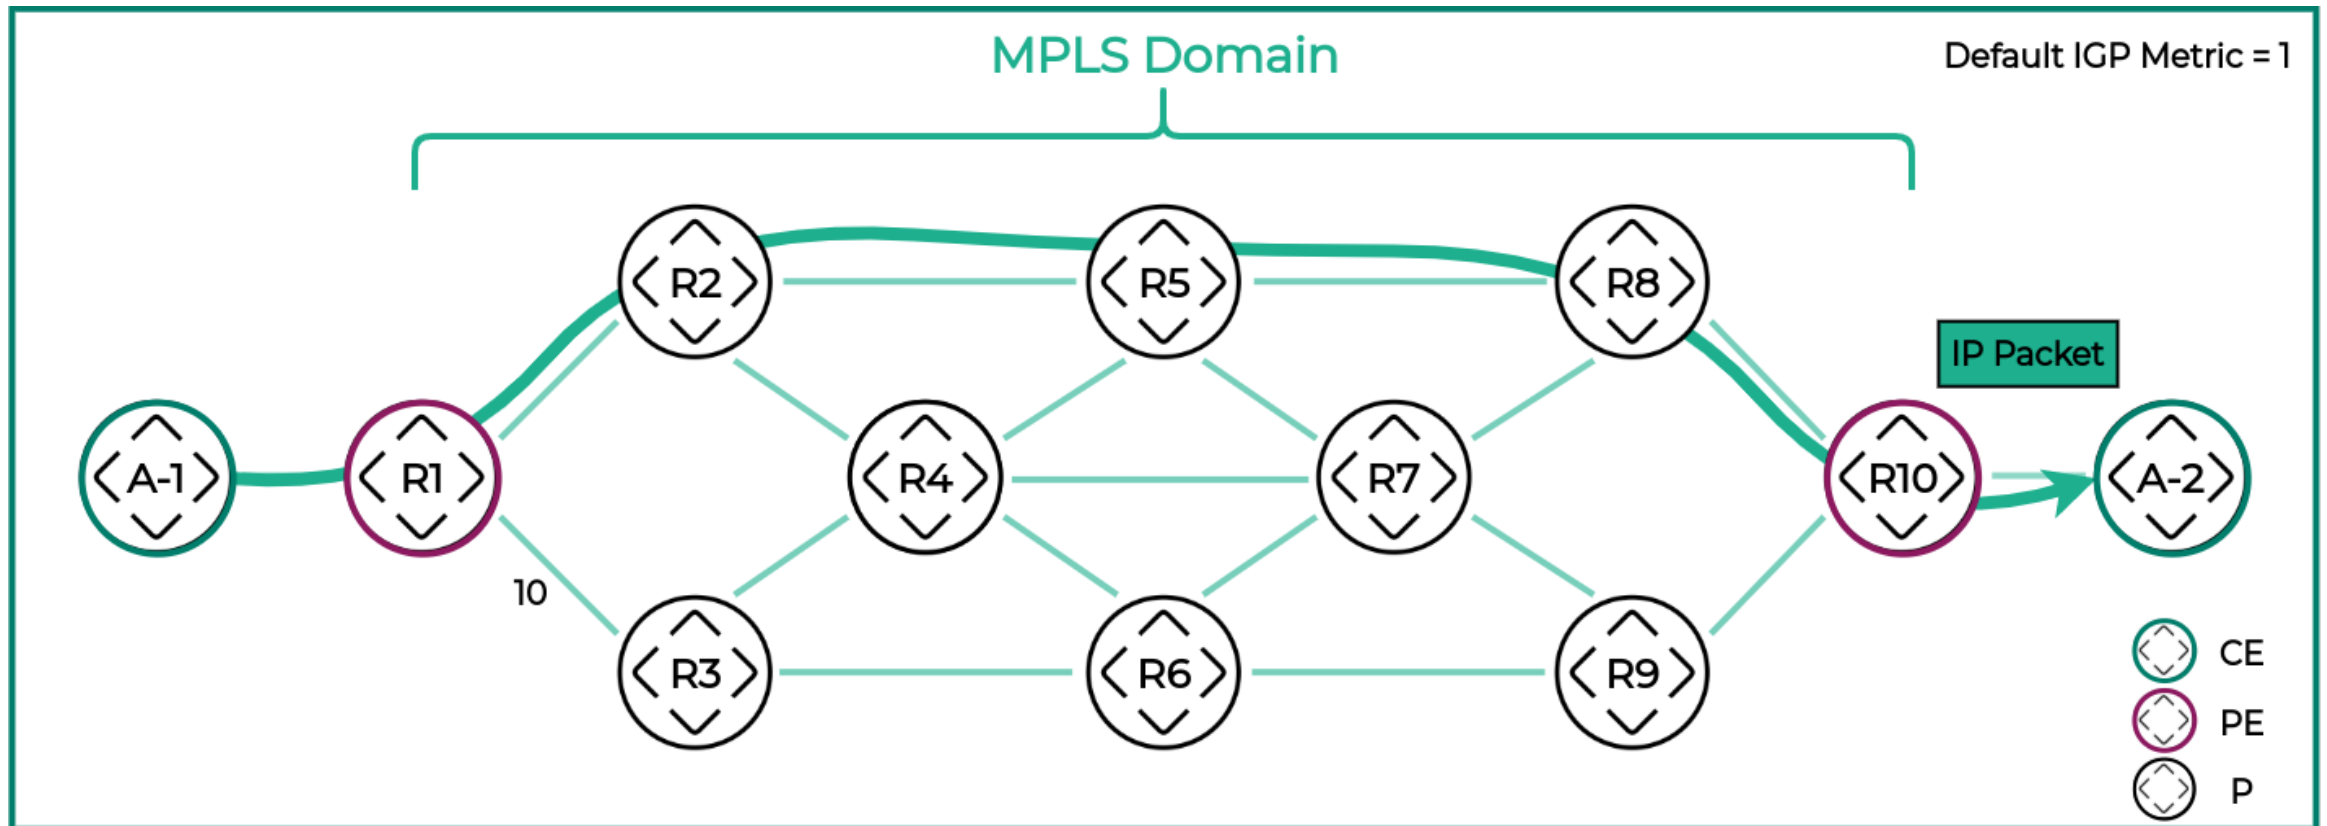 MPLS Domain
Default IGP Metric = 1
R2
R5
R8
IP Packet
A-1
R1
R4
R7
R10
A-2
10
R3
R6
R9
CE
PE
P